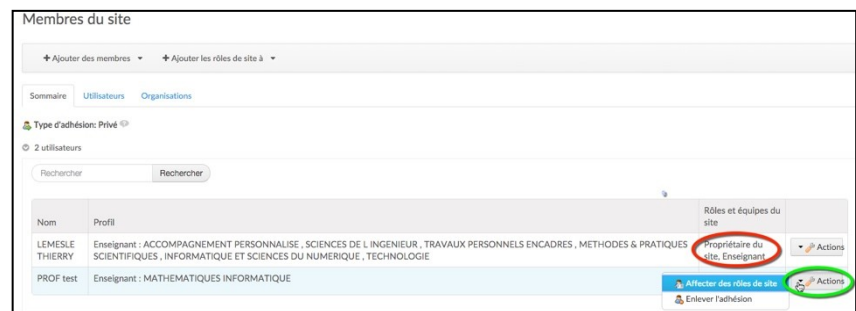 Membres du site
+ Ajouter des membres
+ Ajouter les rôles de site à
Sommaire
Utilisateurs
Organisations
Type d'adhésion: Privé
2 utilisateurs
Rechercher
Rechercher
Nom
Profil
Rôles et équipes du
site
LEMESLE
THIERRY
Enseignant : ACCOMPAGNEMENT PERSONNALISE , SCIENCES DE L INGENIEUR , TRAVAUX PERSONNELS ENCADRES , METHODES & PRATIQUES
SCIENTIFIQUES , INFORMATIQUE ET SCIENCES DU NUMERIQUE , TECHNOLOGIE
Propriétaire du
site, Enseignant
Actions
PROF test
Enseignant : MATHEMATIQUES INFORMATIQUE
Actions
Affecter des rôles de site
Enlever l'adhésion